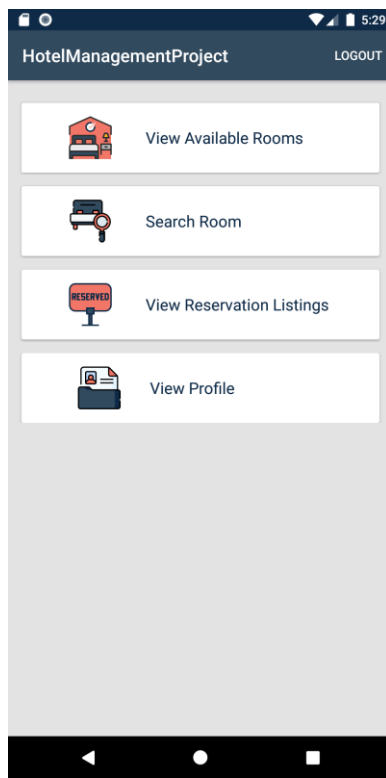 5:29
HotelManagementProject LOGOUT
View Available Rooms
Search Room
RESERVED
View Reservation Listings
View Profile